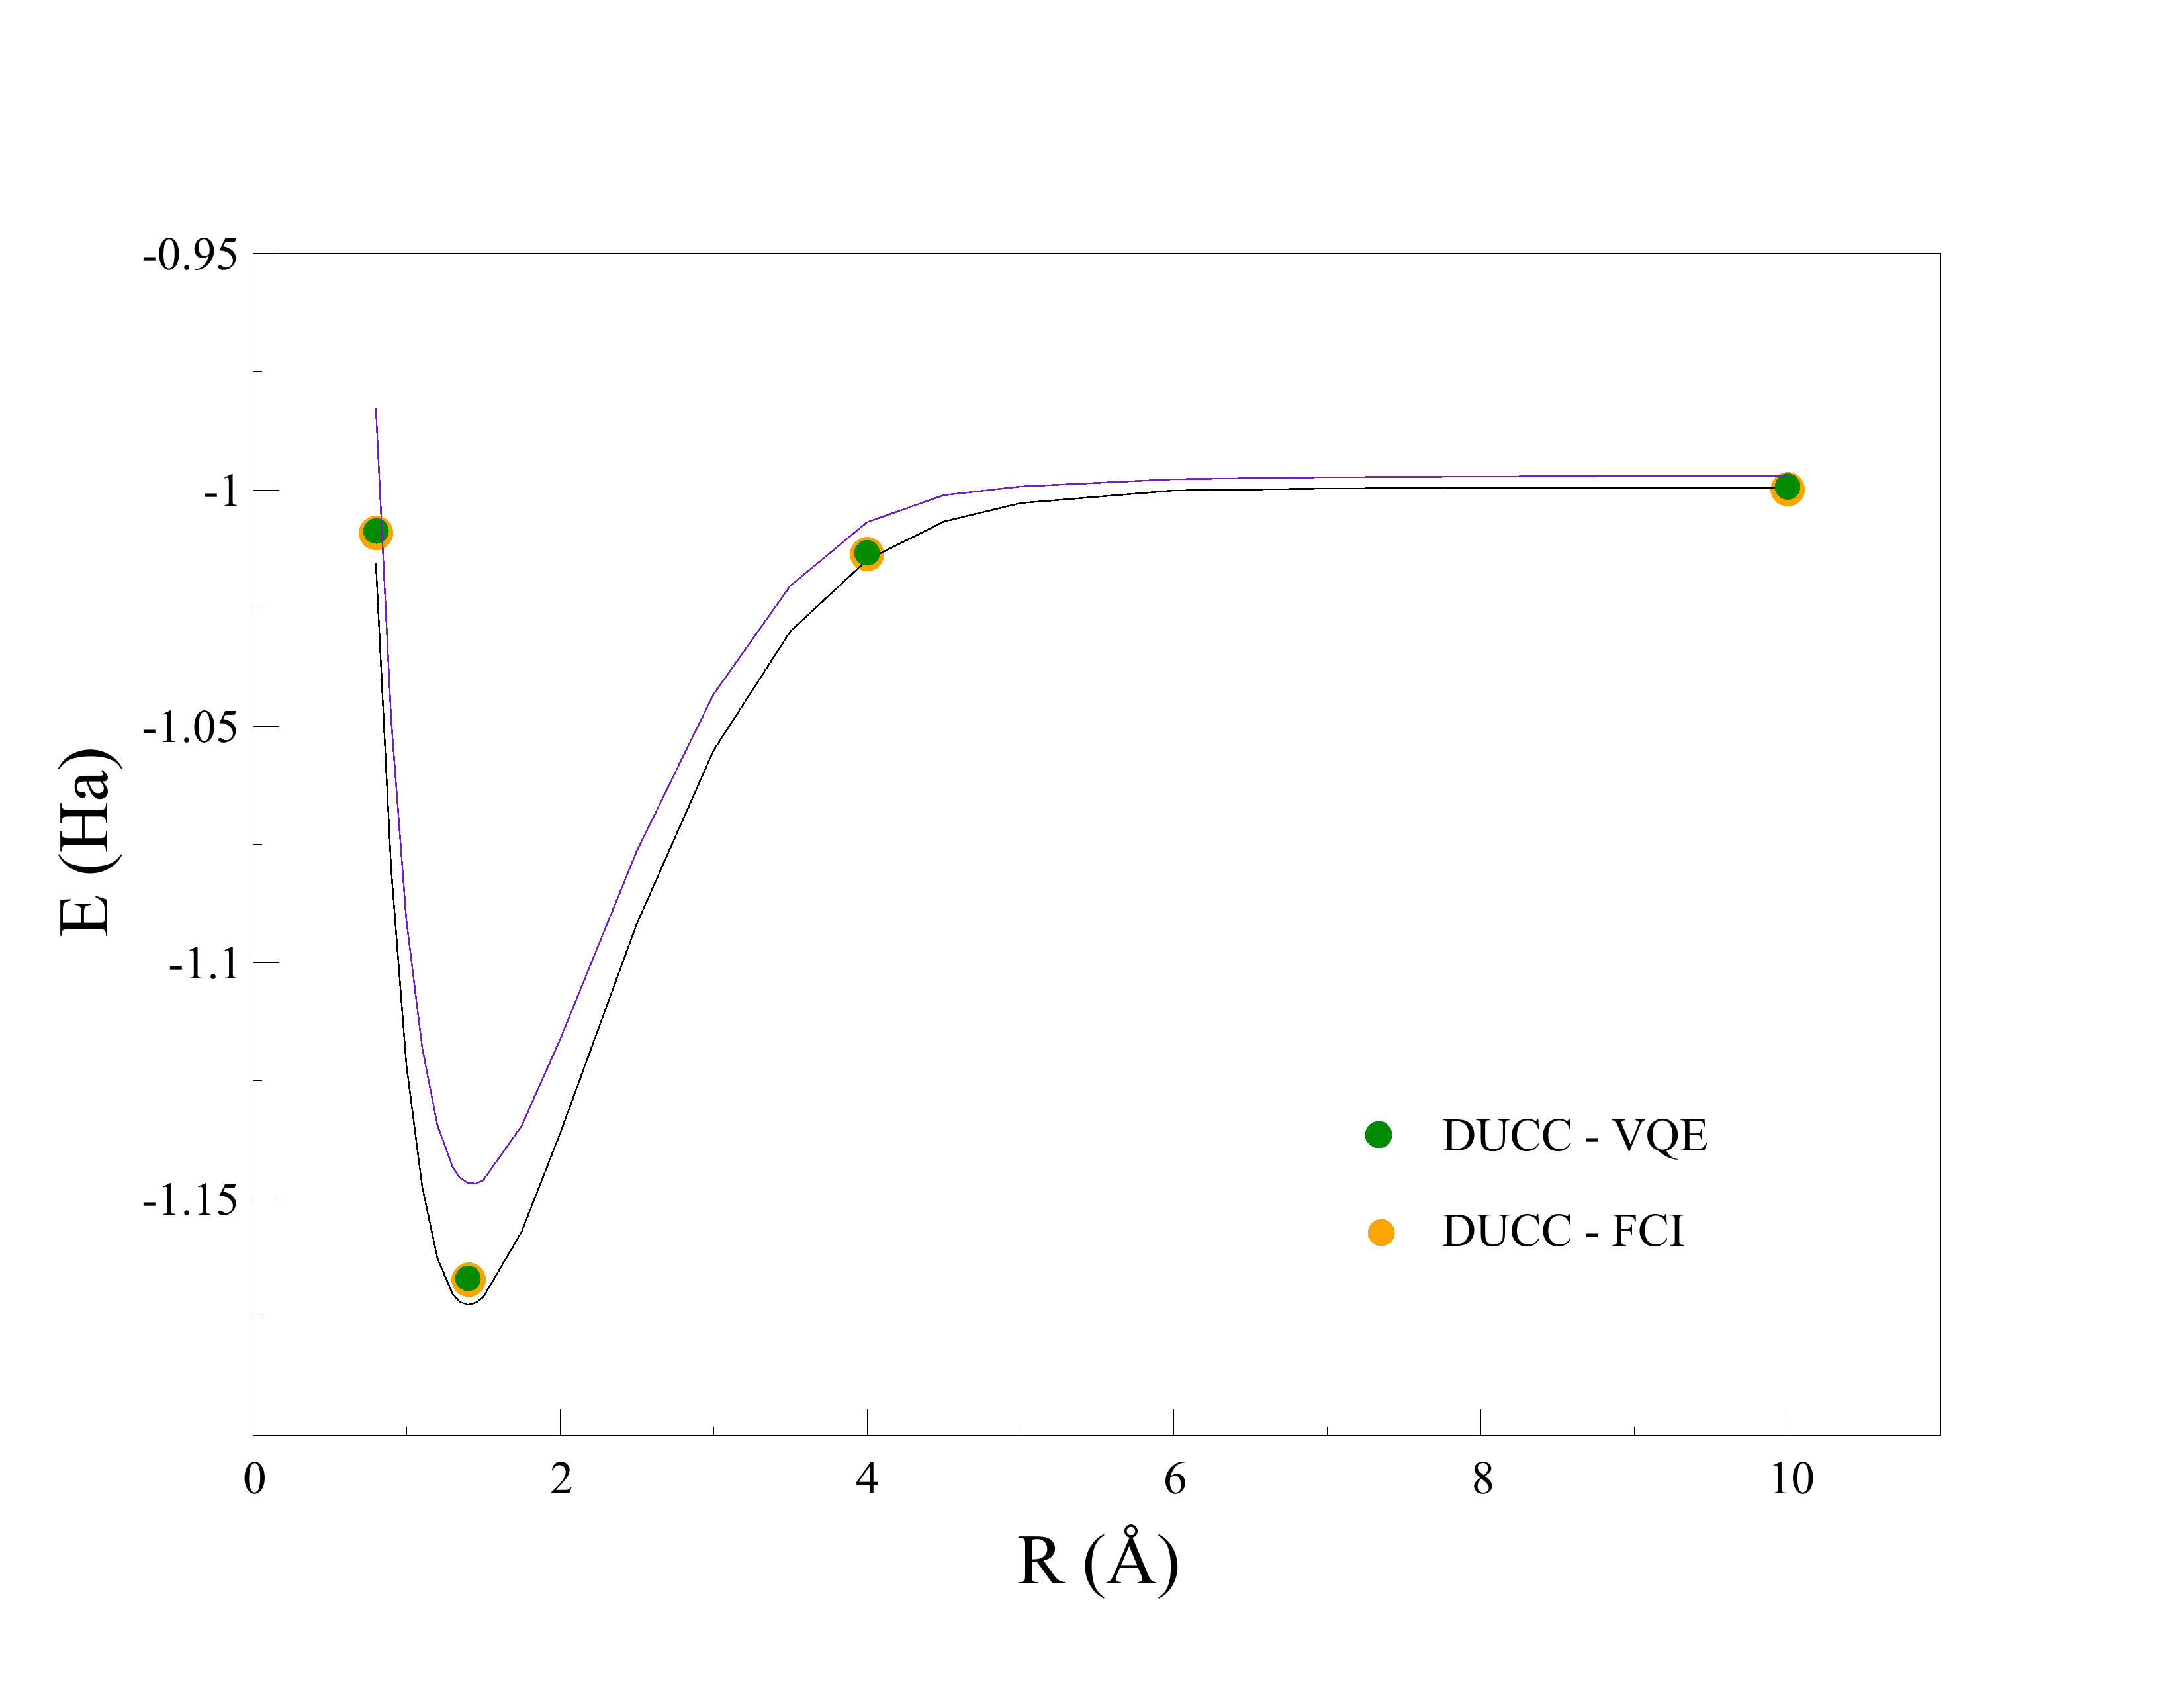 -0.95
-1
-1.05
-1.1
-1.15
E (Ha)
DUCC - VQE
DUCC - FCI
0 2 4 6 8 10
R (Å)